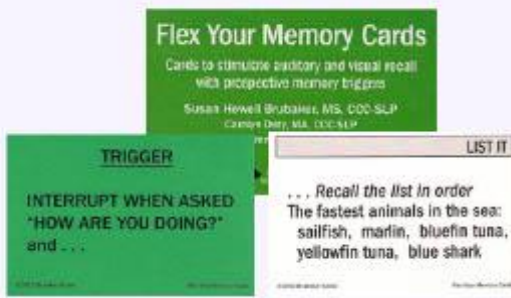 Flex Your Memory Cards
Cards to stimulate auditory and visual recall
with prospective memory triggers
Susan Howell Brubaker, MS, CCC-SLP
TRIGGER
INTERRUPT WHEN ASKED
"HOW ARE YOU DOING?"
and . . .
LIST IT
. . . Recall the list in order
The fastest animals in the sea:
sailfish, marlin, bluefin tuna,
yellowfin tuna, blue shark